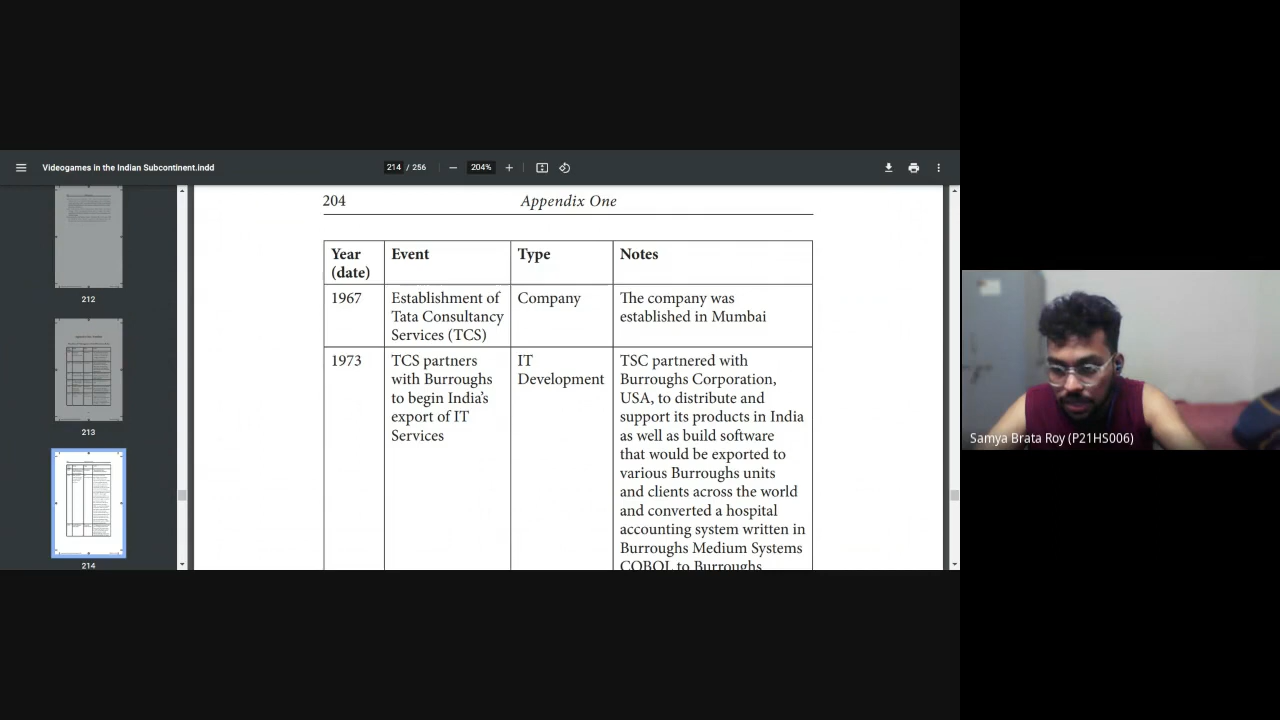 Videogames in the Indian Subcontinent.indd
214 / 256
204%
212
213
214
204 Appendix One
Year (date) Event Type Notes
1967 Establishment of Tata Consultancy Services (TCS) Company The company was established in Mumbai
1973 TCS partners with Burroughs to begin India's export of IT Services IT Development TSC partnered with
Burroughs Corporation,
USA, to distribute and
support its products in India
as well as build software
that would be exported to
various Burroughs units
and clients across the world
and converted a hospital
accounting system written in
Burroughs Medium Systems
COBOL to Burroughs
Samya Brata Roy (P21HS006)